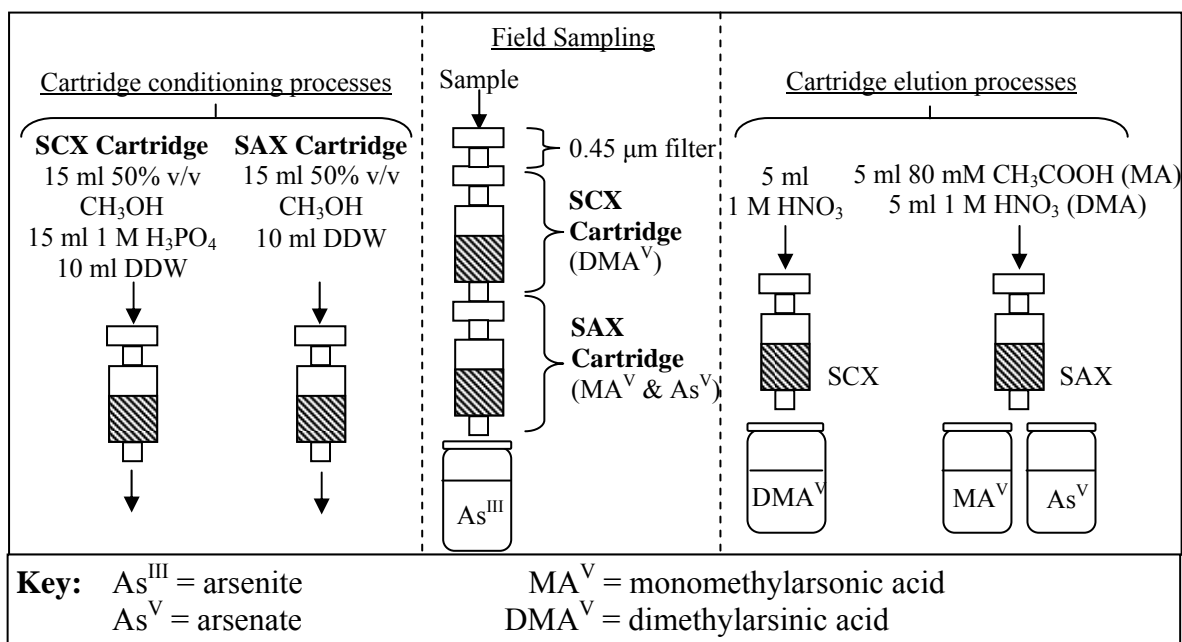 Cartridge conditioning processes
SCX Cartridge
15 ml 50% v/v
CH₃OH
15 ml 1 M H₃PO₄
10 ml DDW
SAX Cartridge
15 ml 50% v/v
CH₃OH
10 ml DDW
Field Sampling
Sample
0.45 μm filter
SCX
Cartridge
(DMAⱽ)
SAX
Cartridge
(MAⱽ & Asⱽ)
Asᴵᴵᴵ
Cartridge elution processes
5 ml
1 M HNO₃
SCX
DMAⱽ
5 ml 80 mM CH₃COOH (MA)
5 ml 1 M HNO₃ (DMA)
SAX
MAⱽ
Asⱽ
Key: Asᴵᴵᴵ = arsenite MAⱽ = monomethylarsonic acid
Asⱽ = arsenate DMAⱽ = dimethylarsinic acid